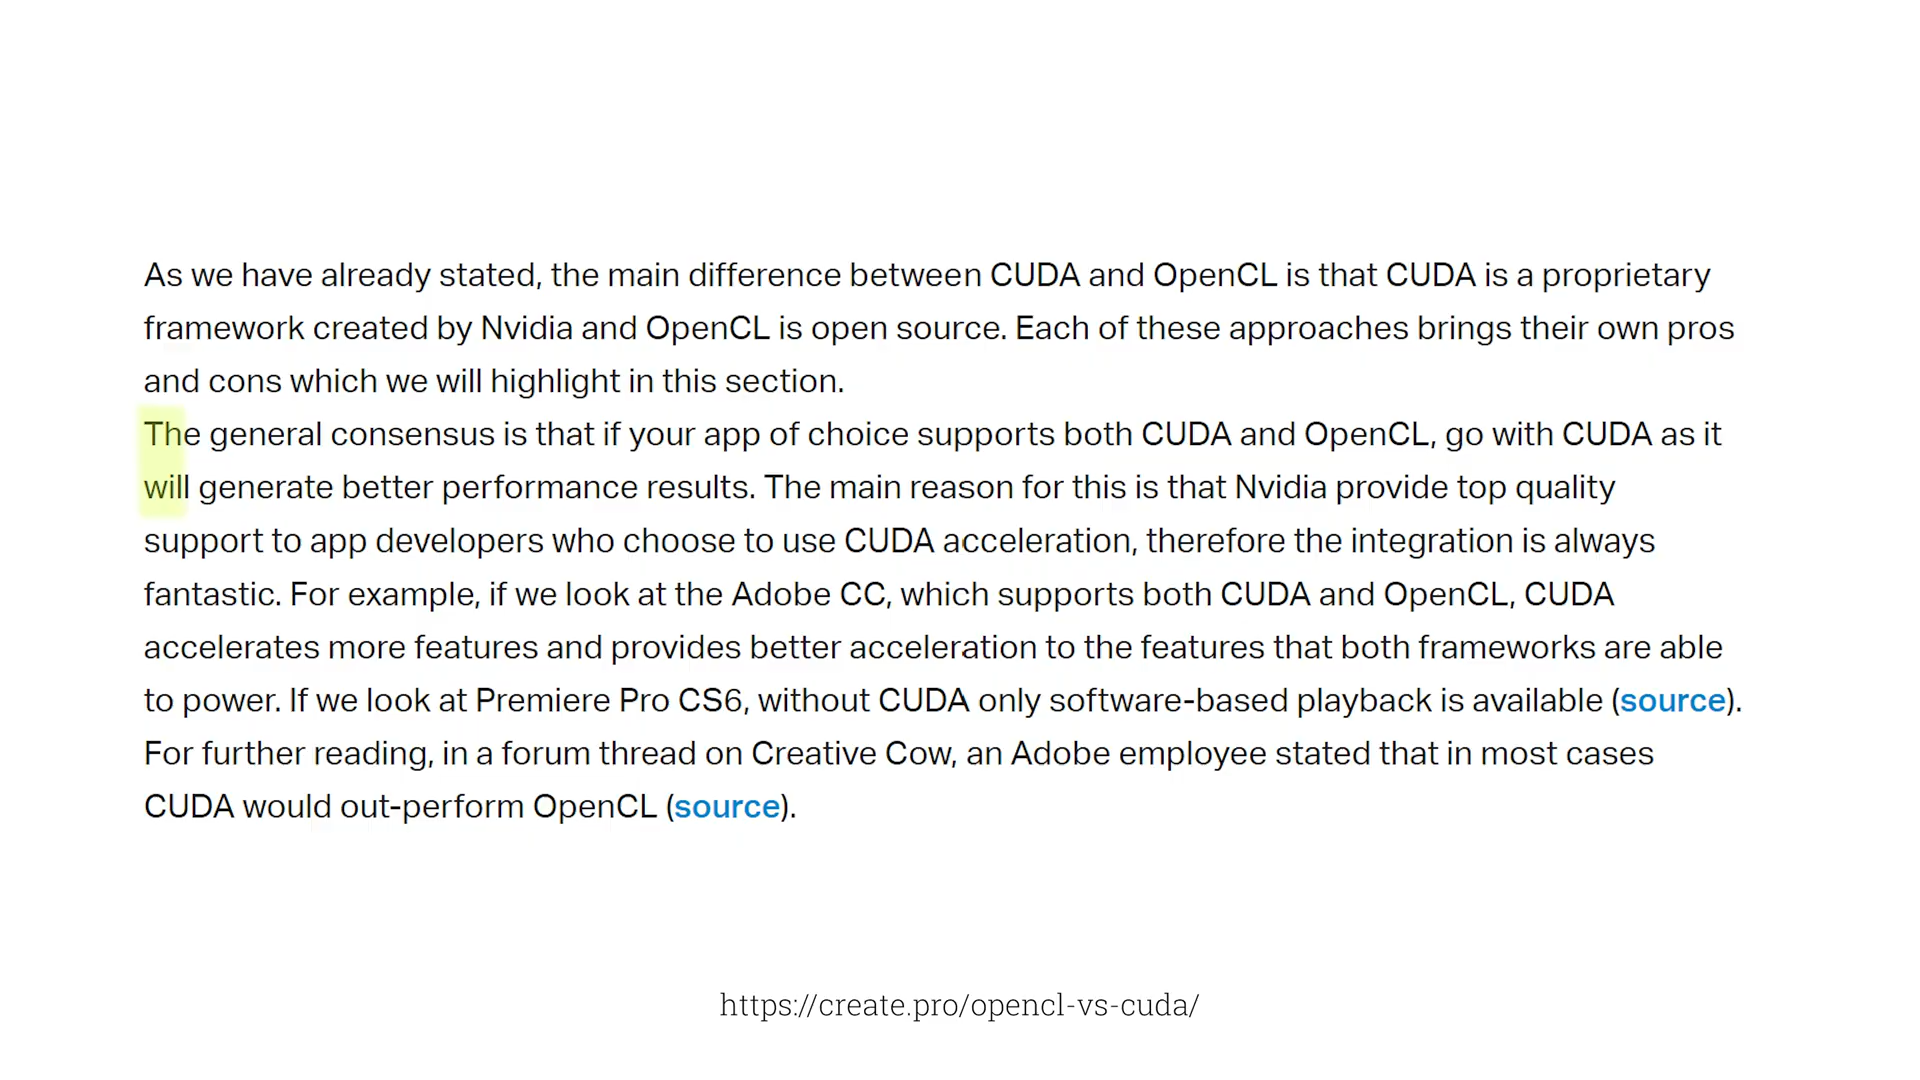 As we have already stated, the main difference between CUDA and OpenCL is that CUDA is a proprietary
framework created by Nvidia and OpenCL is open source. Each of these approaches brings their own pros
and cons which we will highlight in this section.
The general consensus is that if your app of choice supports both CUDA and OpenCL, go with CUDA as it
will generate better performance results. The main reason for this is that Nvidia provide top quality
support to app developers who choose to use CUDA acceleration, therefore the integration is always
fantastic. For example, if we look at the Adobe CC, which supports both CUDA and OpenCL, CUDA
accelerates more features and provides better acceleration to the features that both frameworks are able
to power. If we look at Premiere Pro CS6, without CUDA only software-based playback is available (source).
For further reading, in a forum thread on Creative Cow, an Adobe employee stated that in most cases
CUDA would out-perform OpenCL (source).
https://create.pro/opencl-vs-cuda/